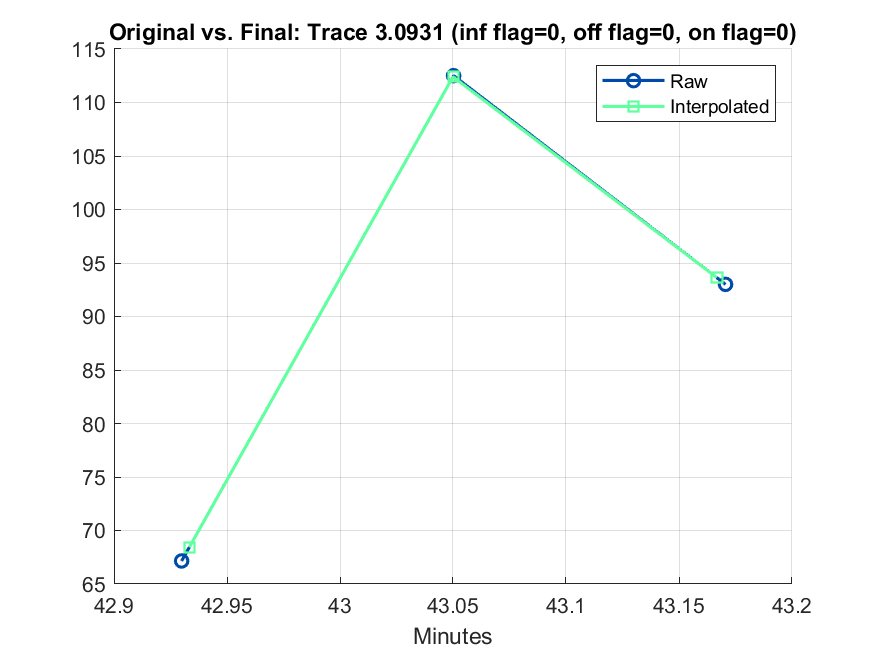 Original vs. Final: Trace 3.0931 (inf flag=0, off flag=0, on flag=0)
115
110
105
100
95
90
85
80
75
70
65
Raw
Interpolated
42.9 42.95 43 43.05 43.1 43.15 43.2
Minutes